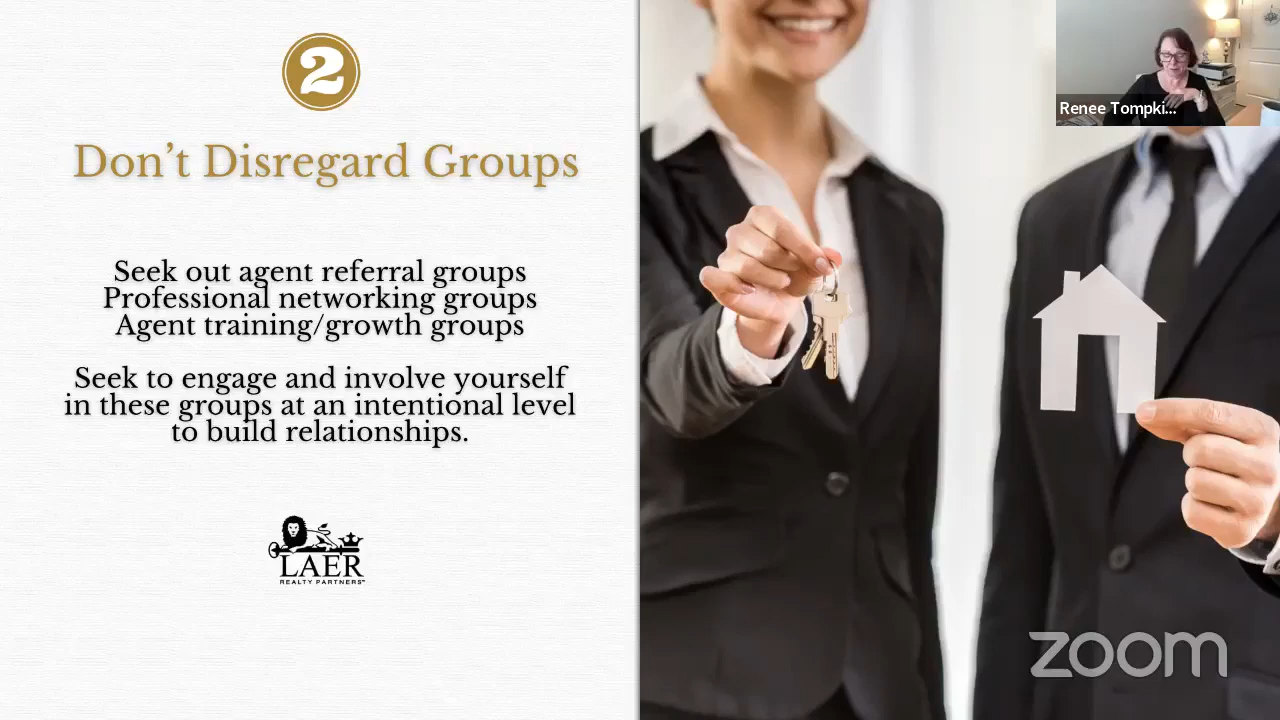 2
Don’t Disregard Groups
Seek out agent referral groups
Professional networking groups
Agent training/growth groups
Seek to engage and involve yourself
in these groups at an intentional level
to build relationships.
LAER
REALTY PARTNERS™
Renee Tompki...
zoom